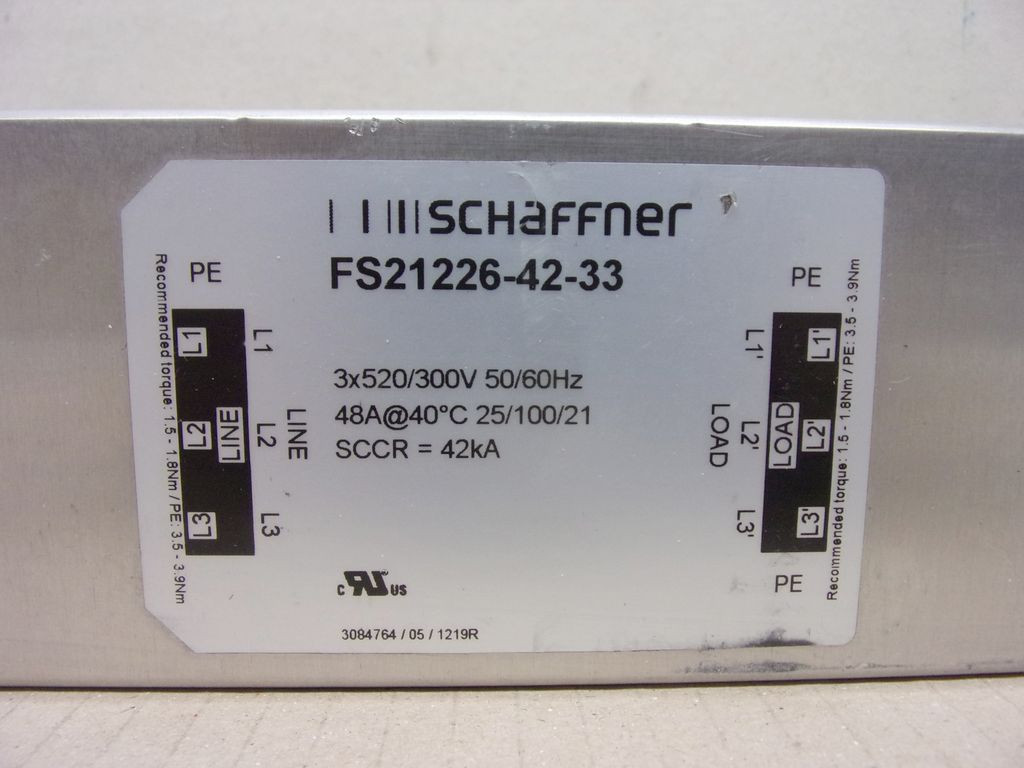 SCHAFFNER
FS21226-42-33
PE
L1
L2
L3
LINE
L1
L2
L3
LINE
Recommended torque: 1.5 - 1.8Nm / PE: 3.5 - 3.9Nm
3x520/300V 50/60Hz
48A@40°C 25/100/21
SCCR = 42kA
PE
L1'
L2'
L3'
LOAD
L1'
L2'
L3'
LOAD
PE
Recommended torque: 1.5 - 1.8Nm / PE: 3.5 - 3.9Nm
c RU US
3084764 / 05 / 1219R